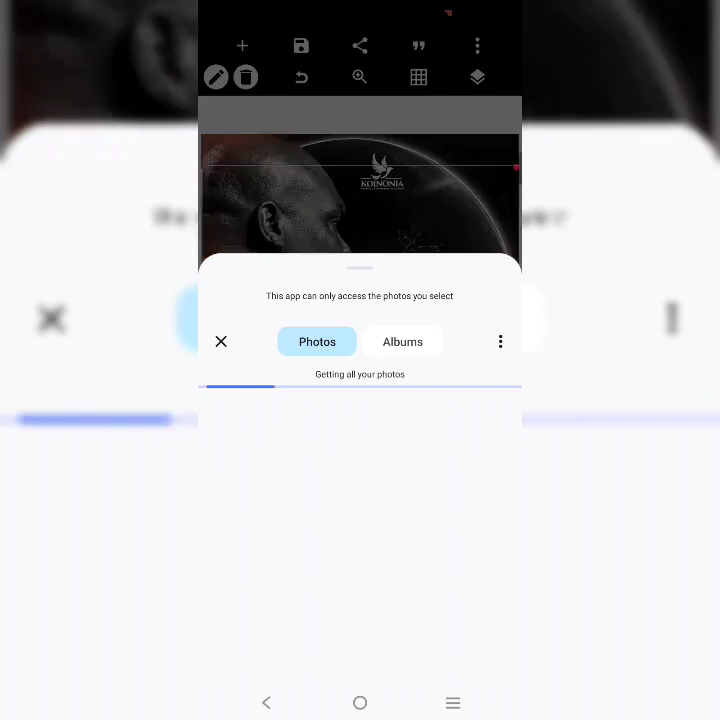 KOINONIA
This app can only access the photos you select
Photos
Albums
Getting all your photos